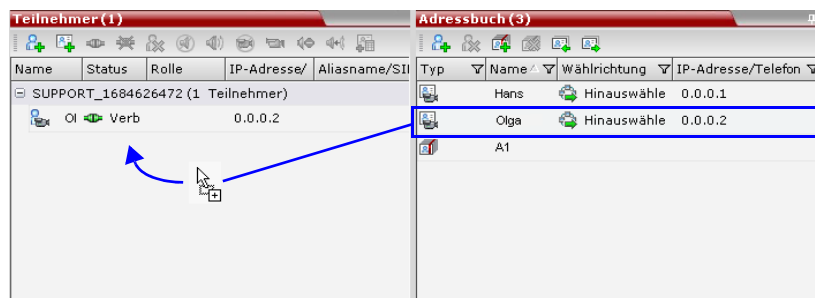 Teilnehmer (1)
Name Status Rolle IP-Adresse/ Aliasname/SII
SUPPORT_1684626472 (1 Teilnehmer)
Ol Verb 0.0.0.2
Adressbuch (3)
Typ Name Wählrichtung IP-Adresse/Telefon
Hans Hinauswähle 0.0.0.1
Olga Hinauswähle 0.0.0.2
A1